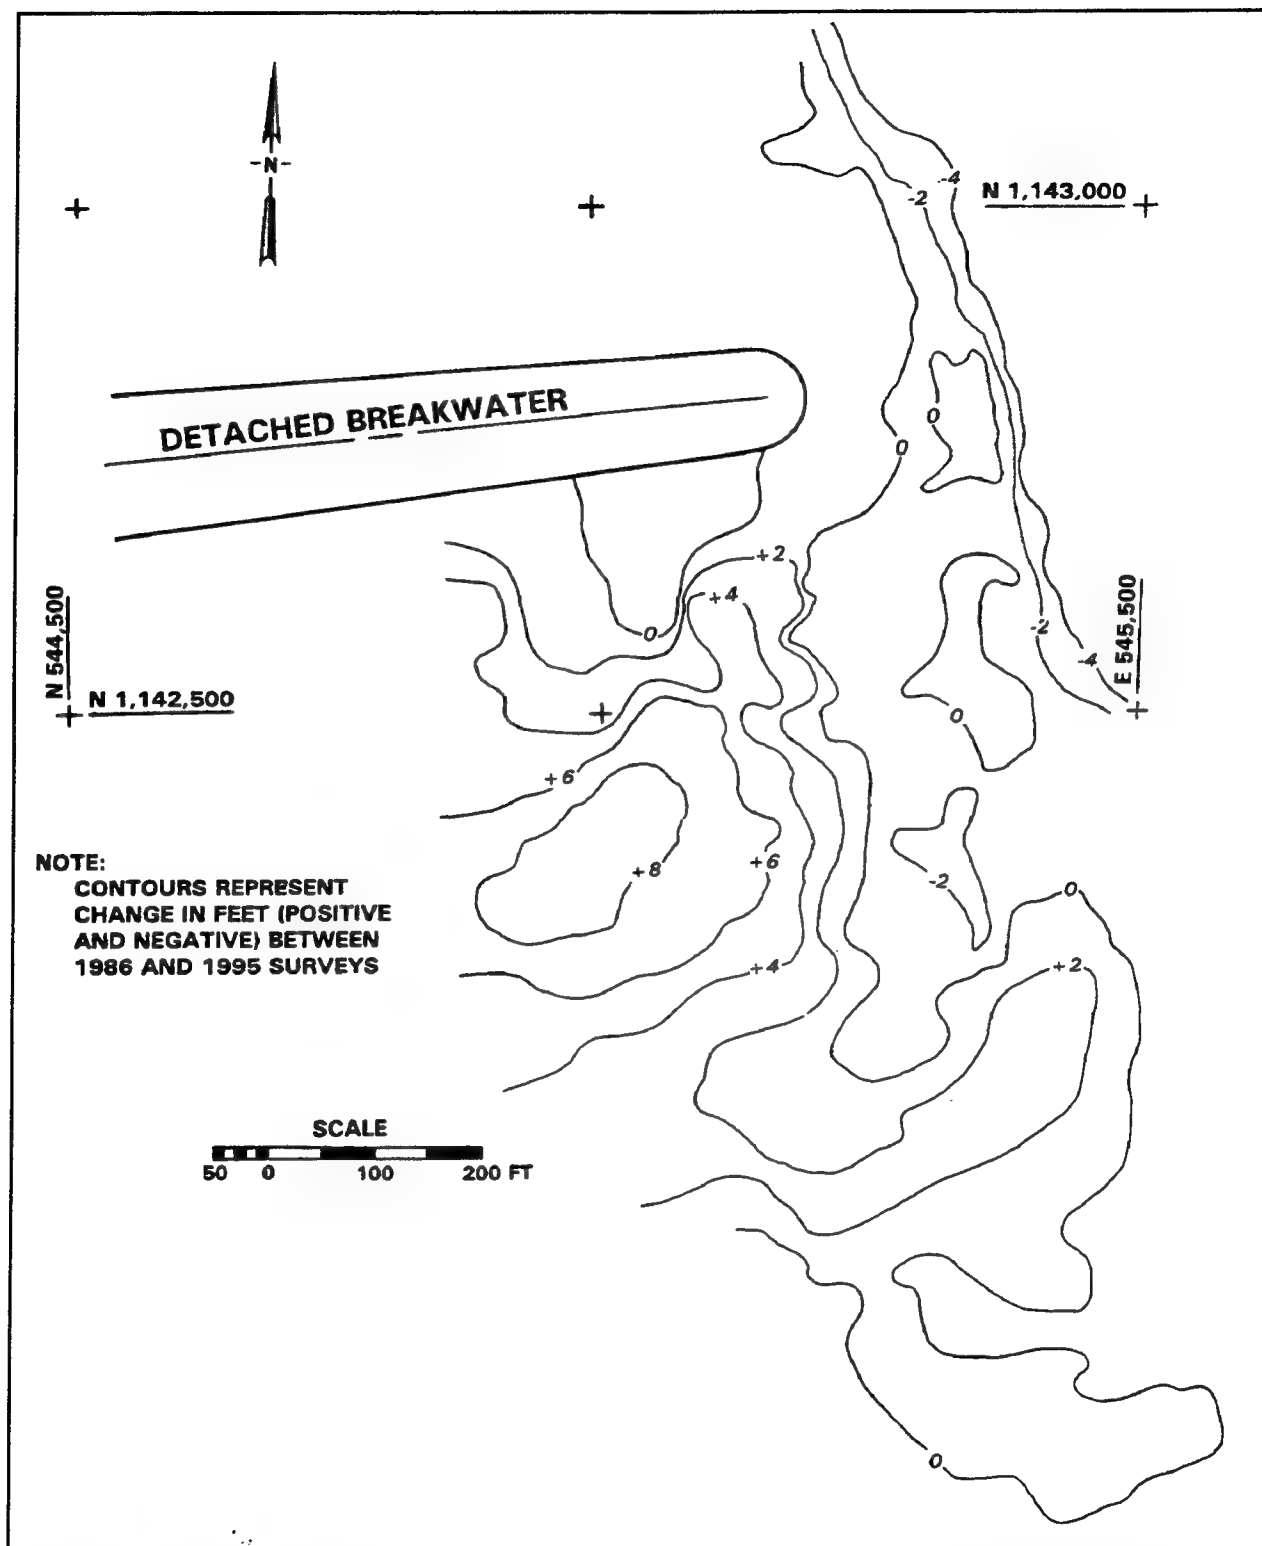 -4
-N-
N 1,143,000
-2
DETACHED BREAKWATER
0
0
+2
+4
N 544,500
E 545,500
0
-2
-4
N 1,142,500
0
+6
NOTE:
CONTOURS REPRESENT
CHANGE IN FEET (POSITIVE
AND NEGATIVE) BETWEEN
1986 AND 1995 SURVEYS
+8
+6
-2
0
+4
+2
SCALE
50 0 100 200 FT
0